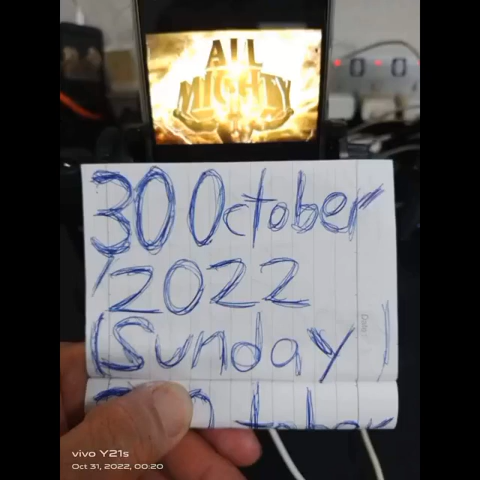 ALL
MIGHTY
30 October
'2022
(Sunday)
vivo Y21s
Oct 31, 2022, 00:20